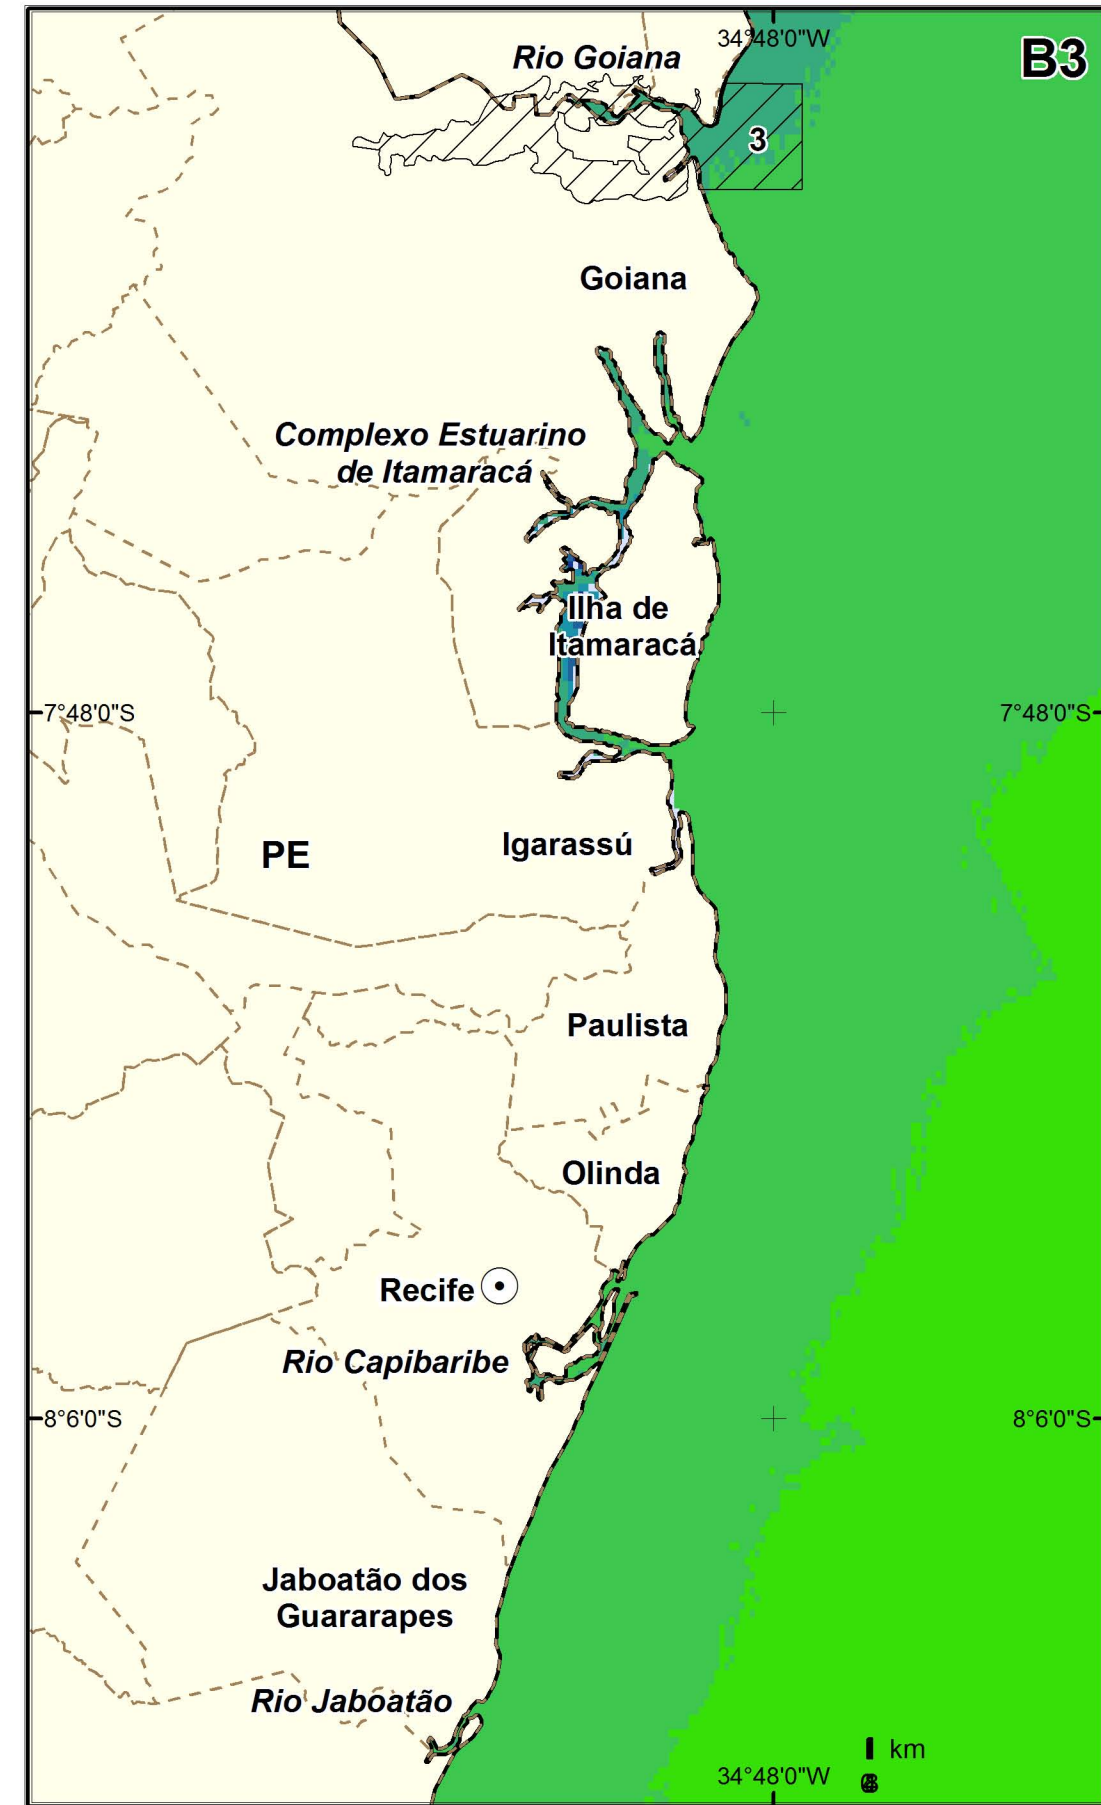 34°48'0"W
B3
Rio Goiana
3
Goiana
Complexo Estuarino
de Itamaracá
Ilha de
Itamaracá
7°48'0"S
7°48'0"S
Igarassú
PE
Paulista
Olinda
Recife
Rio Capibaribe
8°6'0"S
8°6'0"S
Jaboatão dos
Guararapes
Rio Jaboatão
km
34°48'0"W